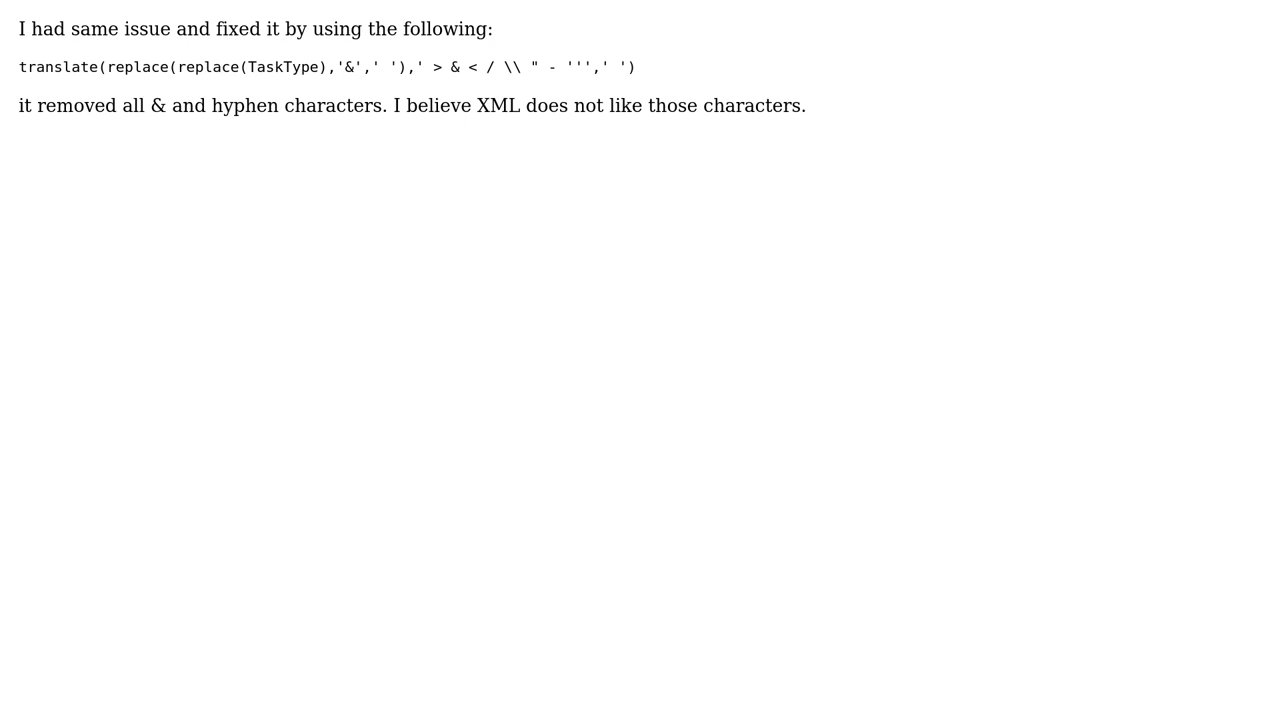 I had same issue and fixed it by using the following:
translate(replace(replace(TaskType),'&',' '),' > & < / \\ " - ''',' ')
it removed all & and hyphen characters. I believe XML does not like those characters.